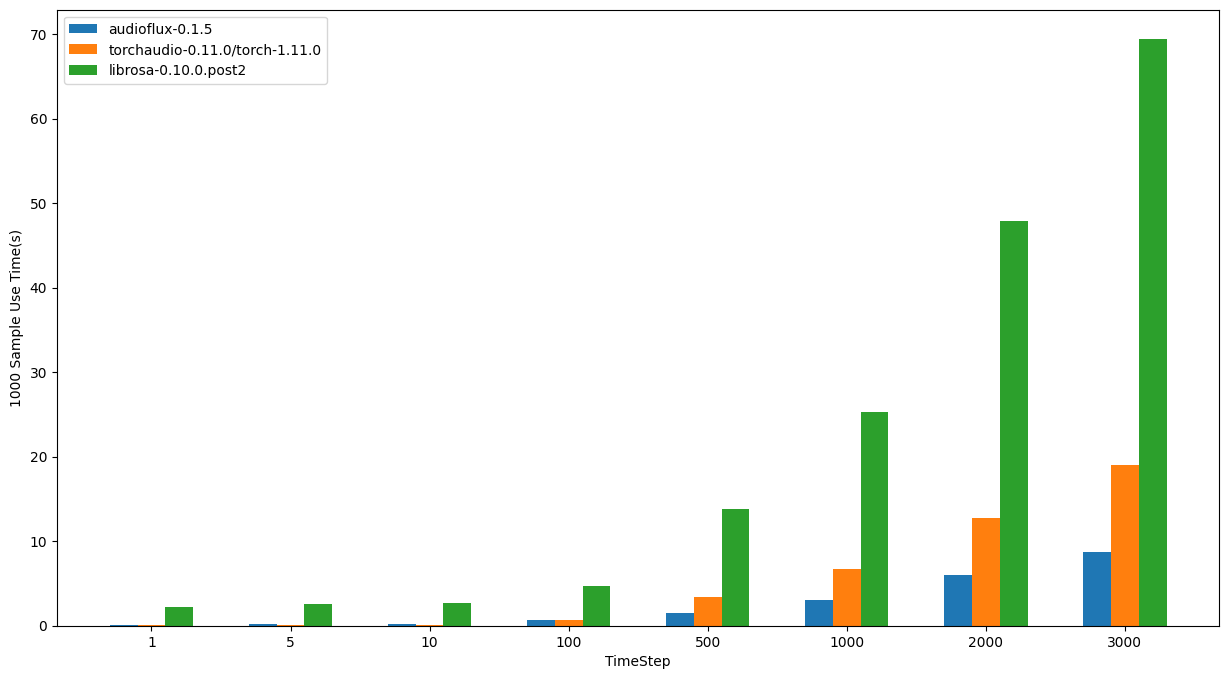 audioflux-0.1.5
torchaudio-0.11.0/torch-1.11.0
librosa-0.10.0.post2
1000 Sample Use Time(s)
70
60
50
40
30
20
10
0
1 5 10 100 500 1000 2000 3000
TimeStep